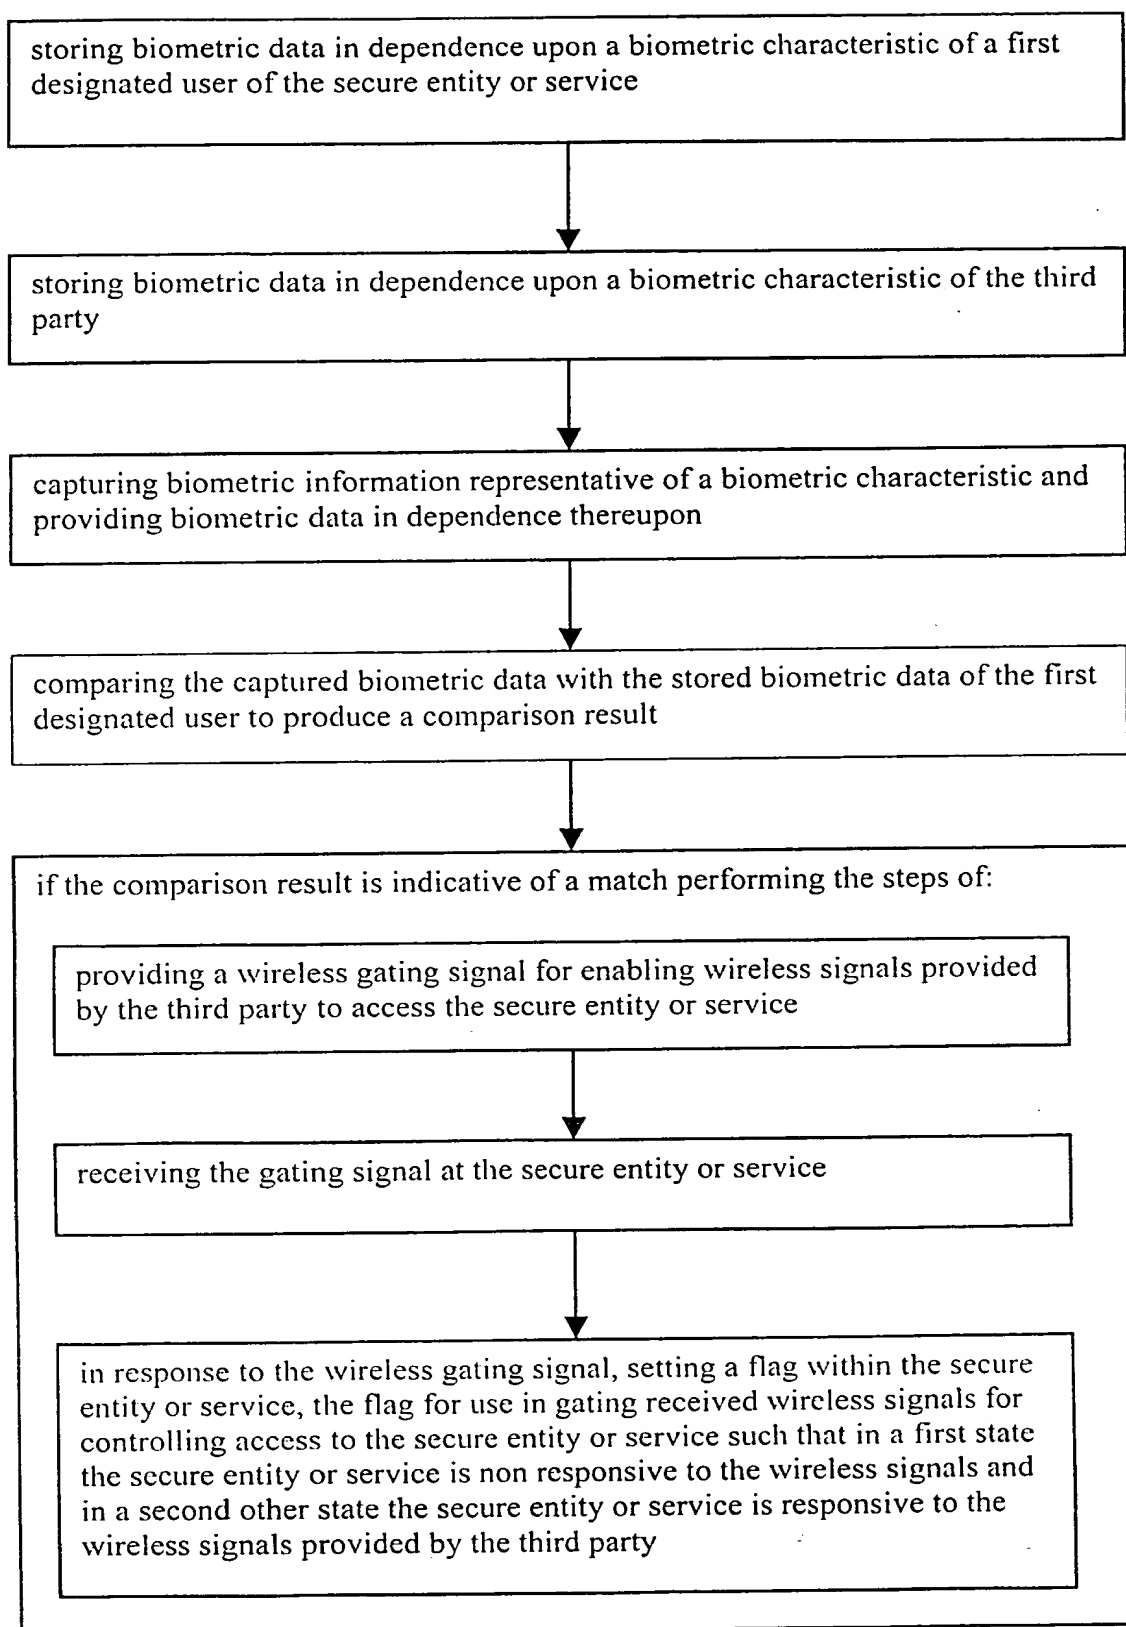 storing biometric data in dependence upon a biometric characteristic of a first
designated user of the secure entity or service
storing biometric data in dependence upon a biometric characteristic of the third
party
capturing biometric information representative of a biometric characteristic and
providing biometric data in dependence thereupon
comparing the captured biometric data with the stored biometric data of the first
designated user to produce a comparison result
if the comparison result is indicative of a match performing the steps of:
providing a wireless gating signal for enabling wireless signals provided
by the third party to access the secure entity or service
receiving the gating signal at the secure entity or service
in response to the wireless gating signal, setting a flag within the secure
entity or service, the flag for use in gating received wireless signals for
controlling access to the secure entity or service such that in a first state
the secure entity or service is non responsive to the wireless signals and
in a second other state the secure entity or service is responsive to the
wireless signals provided by the third party